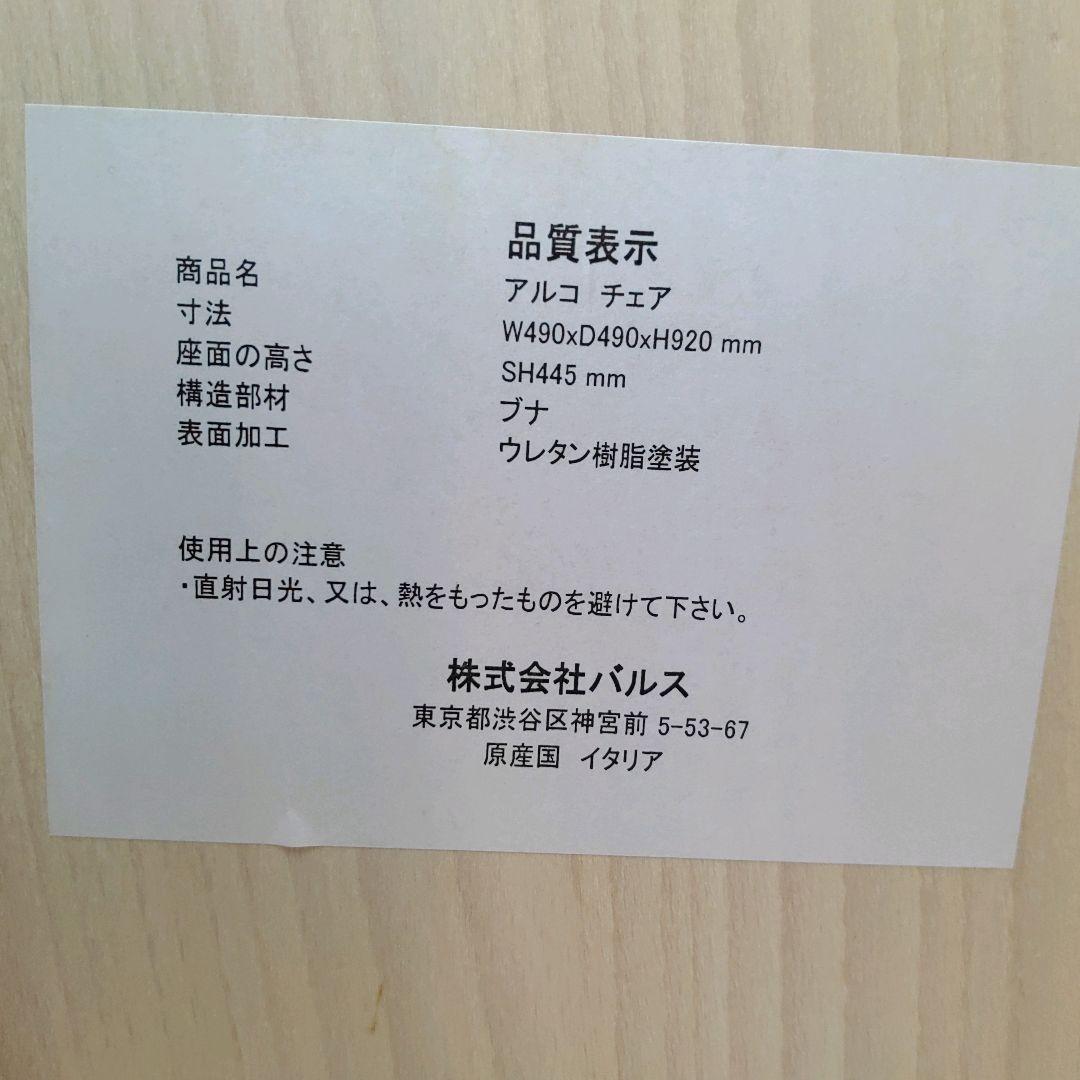 品質表示
商品名 アルコ チェア
寸法 W490xD490xH920 mm
座面の高さ SH445 mm
構造部材 ブナ
表面加工 ウレタン樹脂塗装
使用上の注意
・直射日光、又は、熱をもったものを避けて下さい。
株式会社バルス
東京都渋谷区神宮前 5-53-67
原産国 イタリア